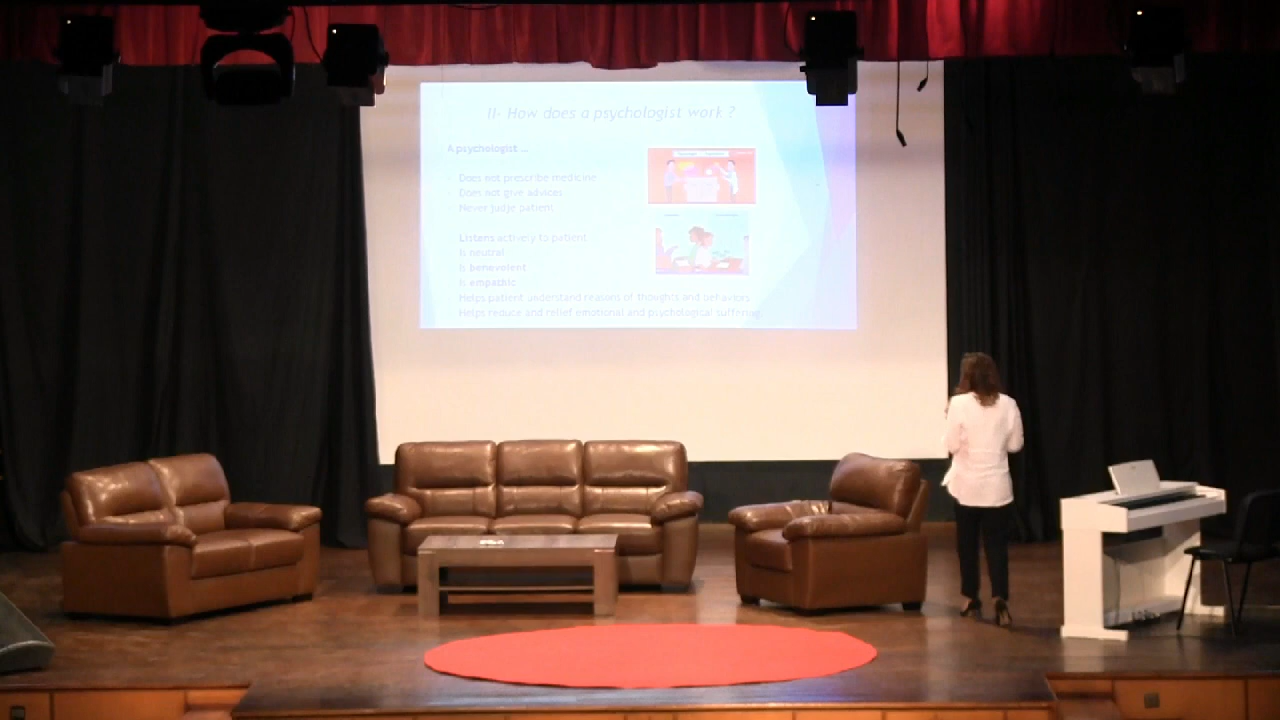 II- How does a psychologist work ?
A psychologist ...
Does not prescribe medicine
Does not give advices
Never judge patient
Listens actively to patient
Is neutral
Is benevolent
Is empathic
Helps patient understand reasons of thoughts and behaviors
Helps reduce and relief emotional and psychological suffering.